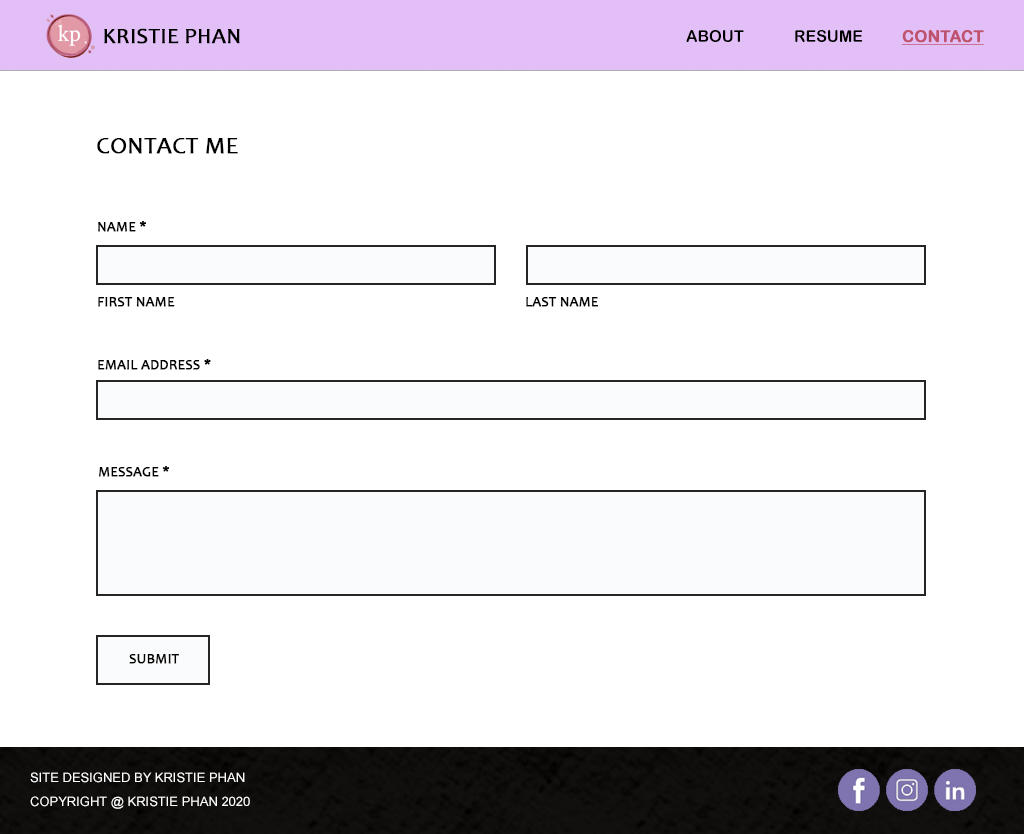 kp KRISTIE PHAN ABOUT RESUME CONTACT
CONTACT ME
NAME *
FIRST NAME LAST NAME
EMAIL ADDRESS *
MESSAGE *
SUBMIT
SITE DESIGNED BY KRISTIE PHAN
COPYRIGHT @ KRISTIE PHAN 2020
f in